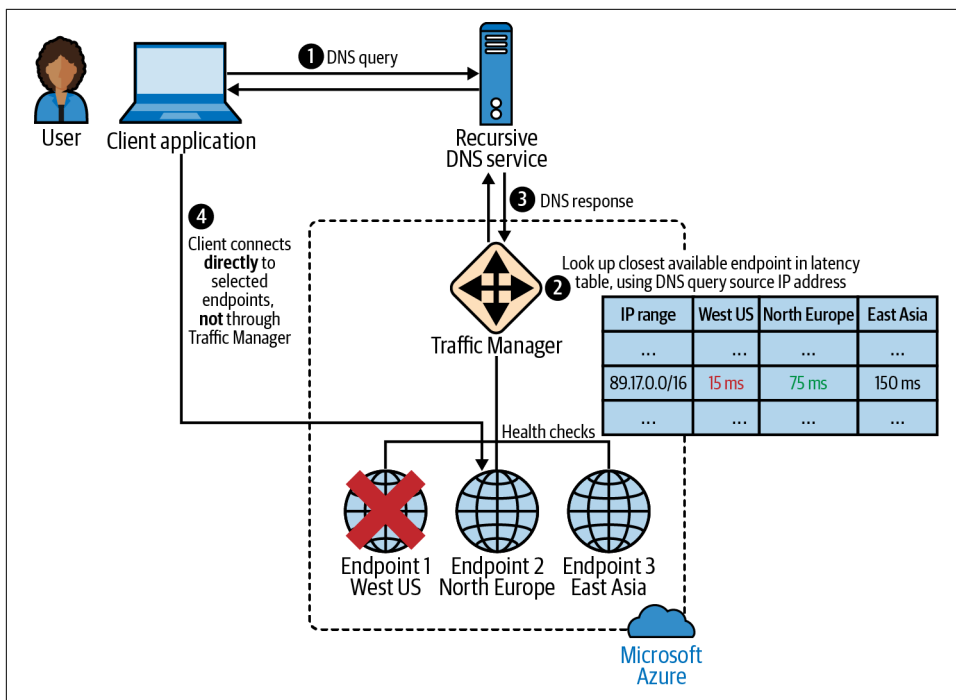 1 DNS query
User
Client application
Recursive
DNS service
3 DNS response
4
Client connects
directly to
selected
endpoints,
not through
Traffic Manager
2 Look up closest available endpoint in latency
table, using DNS query source IP address
Traffic Manager
IP range West US North Europe East Asia
... ... ... ...
89.17.0.0/16 15 ms 75 ms 150 ms
... ... ... ...
Health checks
Endpoint 1
West US
Endpoint 2
North Europe
Endpoint 3
East Asia
Microsoft
Azure